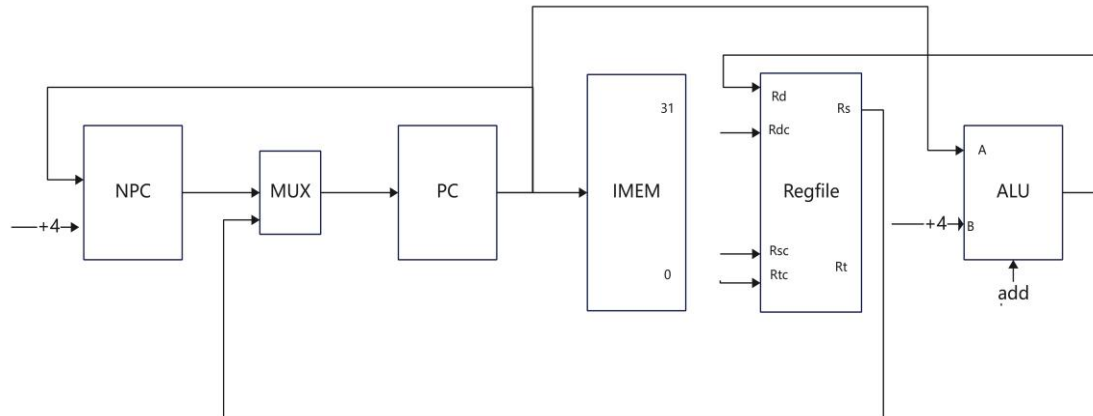 31
Rd
Rs
Rdc
A
NPC
MUX
PC
IMEM
Regfile
ALU
+4
+4
B
Rsc
Rt
Rtc
0
add